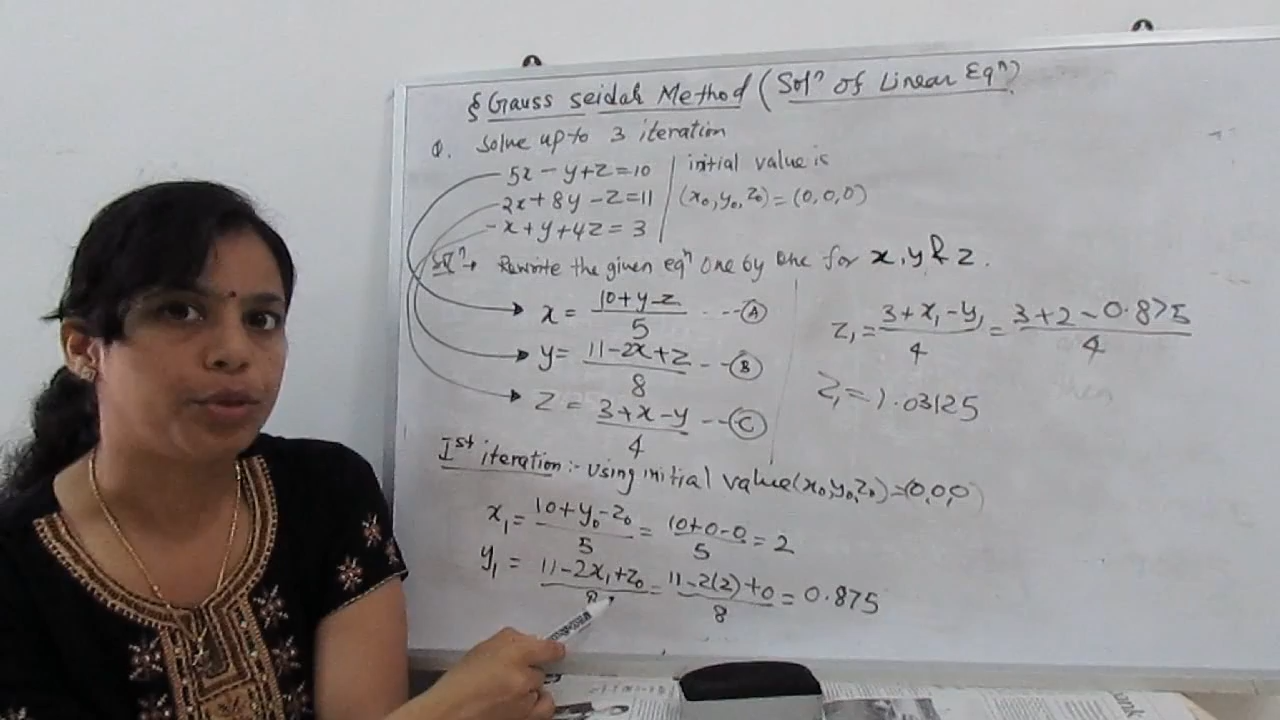 § Gauss seidal Method (Solⁿ of Linear Eqⁿ)
Q. Solve up to 3 iteration
5x - y + z = 10 | initial value is
2x + 8y - z = 11 | (x₀, y₀, z₀) = (0, 0, 0)
- x + y + 4z = 3
Solⁿ → Rewrite the given eqⁿ one by one for x, y & z.
x = (10 + y - z)/5 --- (A)
y = (11 - 2x + z)/8 --- (B)
z = (3 + x - y)/4 --- (C)
Iˢᵗ iteration :- Using initial value (x₀, y₀, z₀) = (0, 0, 0)
x₁ = (10 + y₀ - z₀)/5 = (10 + 0 - 0)/5 = 2
y₁ = (11 - 2x₁ + z₀)/8 = (11 - 2(2) + 0)/8 = 0.875
z₁ = (3 + x₁ - y₁)/4 = (3 + 2 - 0.875)/4
z₁ = 1.03125